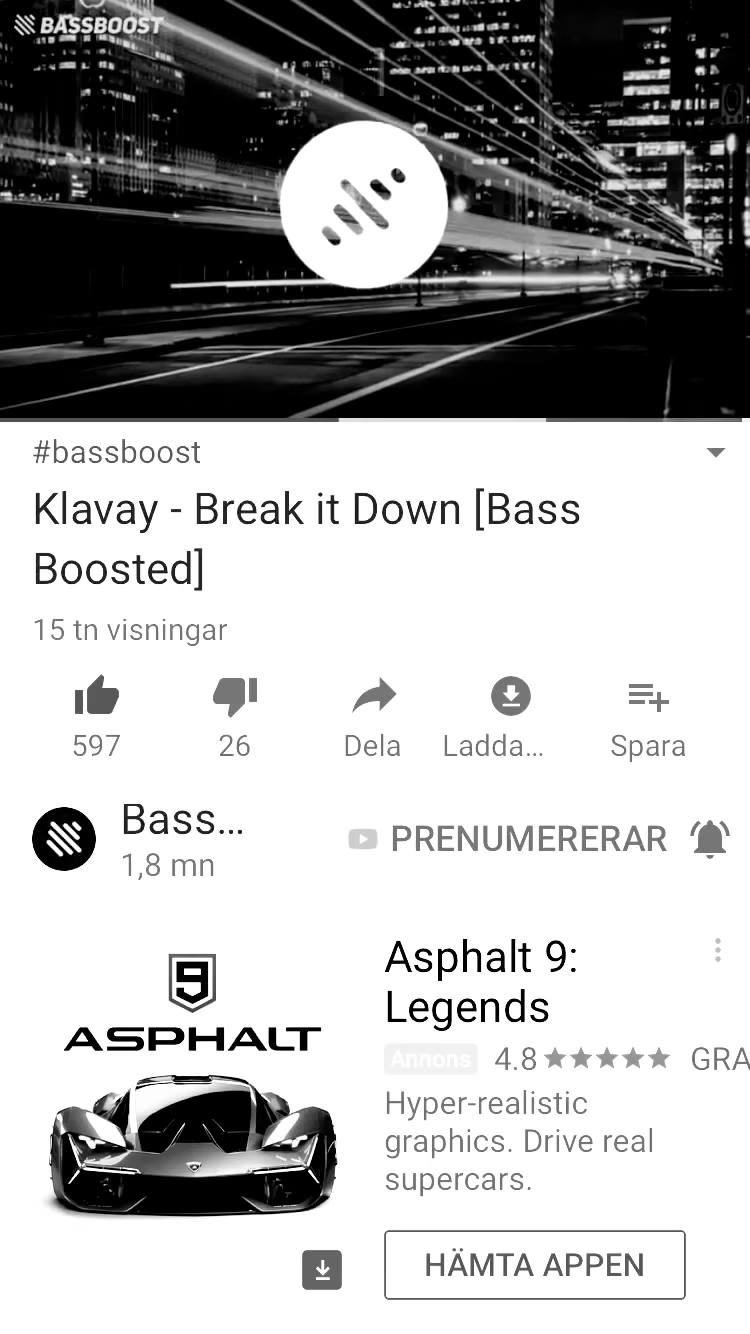 BASSBOOST
#bassboost
Klavay - Break it Down [Bass
Boosted]
15 tn visningar
597
26
Dela
Ladda...
Spara
Bass...
1,8 mn
PRENUMERERAR
9
ASPHALT
Asphalt 9:
Legends
Annons 4.8 GRA
Hyper-realistic
graphics. Drive real
supercars.
HÄMTA APPEN